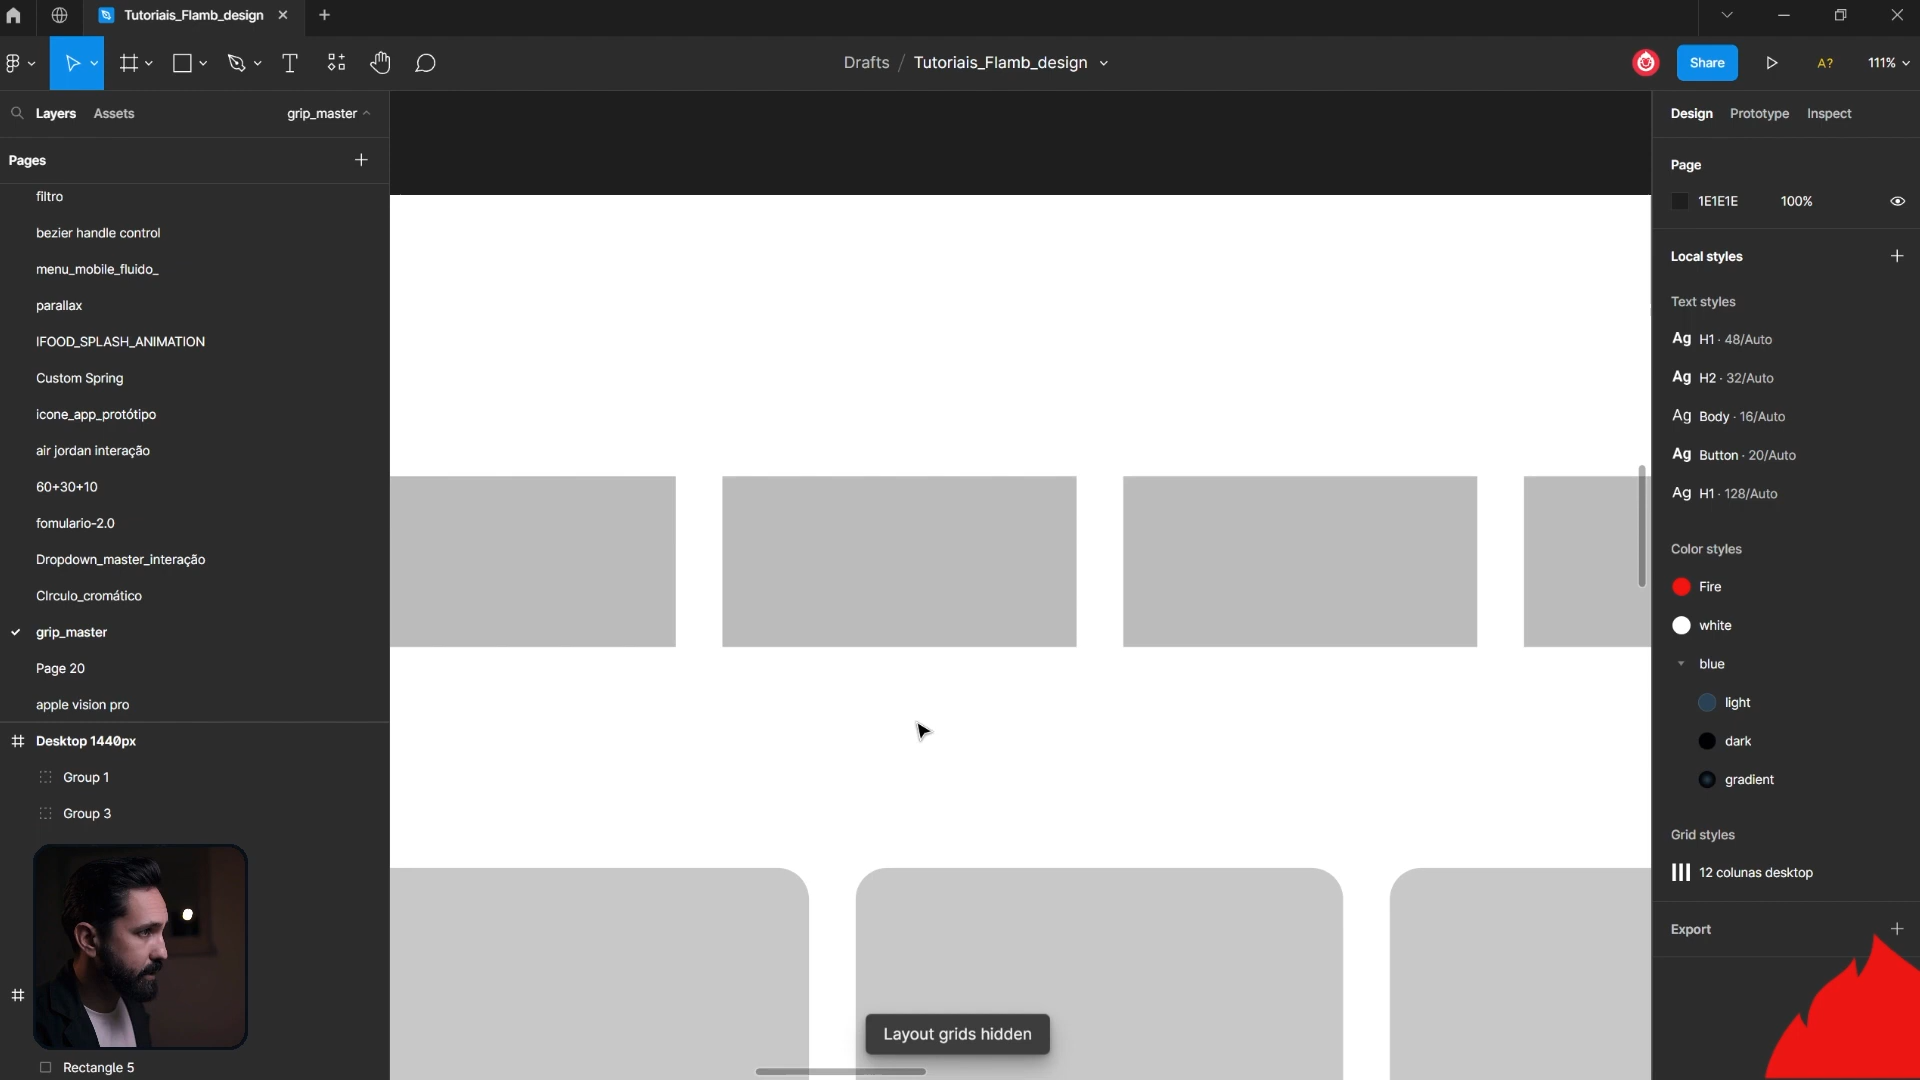 Tutoriais_Flamb_design
Drafts / Tutoriais_Flamb_design
Share
A?
111%
Layers
Assets
grip_master
Pages
filtro
bezier handle control
menu_mobile_fluido_
parallax
IFOOD_SPLASH_ANIMATION
Custom Spring
icone_app_protótipo
air jordan interação
60+30+10
fomulario-2.0
Dropdown_master_interação
CIrculo_cromático
grip_master
Page 20
apple vision pro
Desktop 1440px
Group 1
Group 3
Rectangle 5
Layout grids hidden
Design
Prototype
Inspect
Page
1E1E1E
100%
Local styles
Text styles
Ag H1 · 48/Auto
Ag H2 · 32/Auto
Ag Body · 16/Auto
Ag Button · 20/Auto
Ag H1 · 128/Auto
Color styles
Fire
white
blue
light
dark
gradient
Grid styles
12 colunas desktop
Export